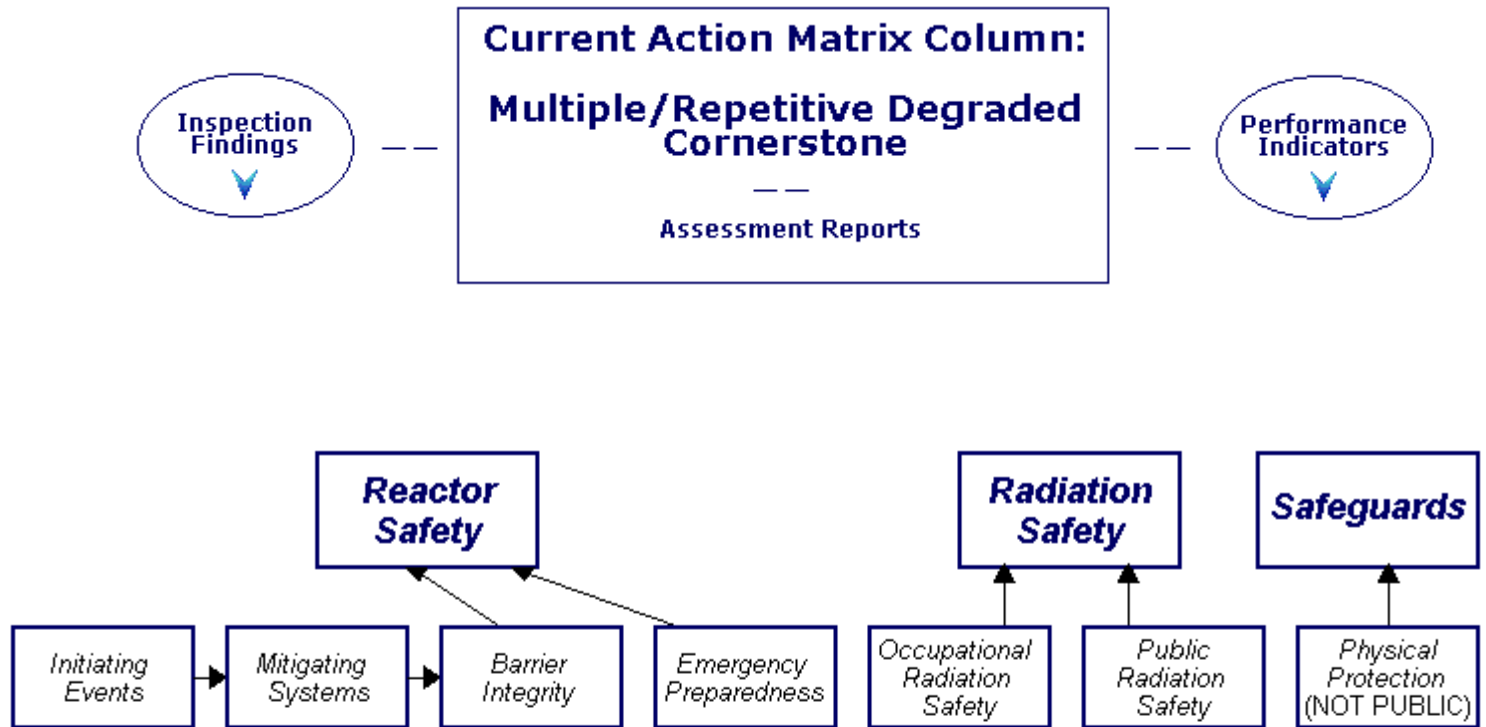 Current Action Matrix Column:
Multiple/Repetitive Degraded
Cornerstone
Assessment Reports
Inspection
Findings
Performance
Indicators
Reactor
Safety
Radiation
Safety
Safeguards
Initiating
Events
Mitigating
Systems
Barrier
Integrity
Emergency
Preparedness
Occupational
Radiation
Safety
Public
Radiation
Safety
Physical
Protection
(NOT PUBLIC)